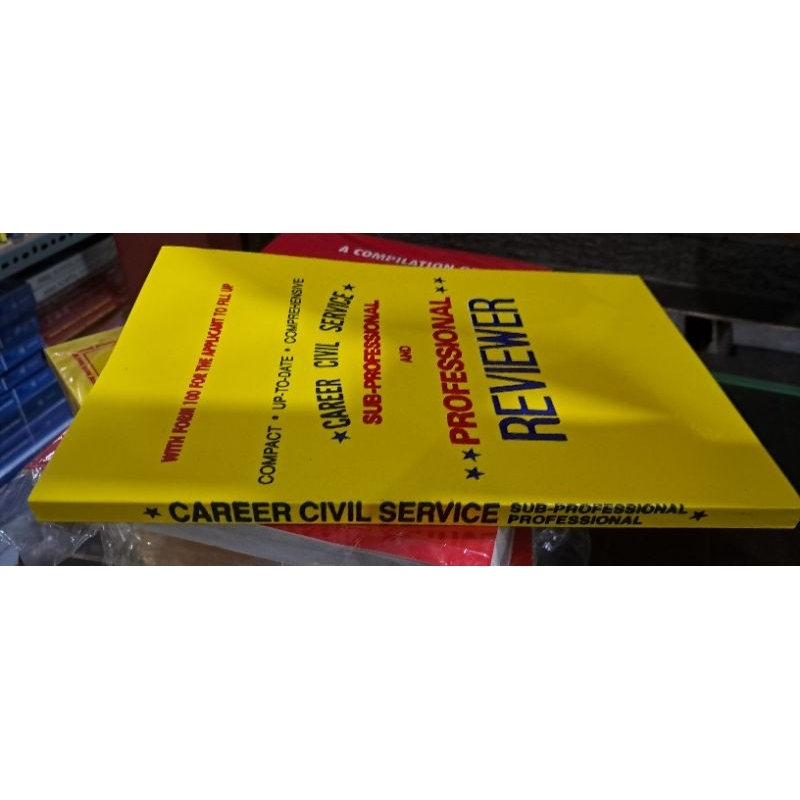 WITH FORM 100 FOR THE APPLICANT TO FILL UP
COMPACT * UP-TO-DATE * COMPREHENSIVE
★ CAREER CIVIL SERVICE ★
SUB-PROFESSIONAL
AND
★★ PROFESSIONAL ★★
REVIEWER
★ CAREER CIVIL SERVICE SUB-PROFESSIONAL ★
PROFESSIONAL
A COMPILATION